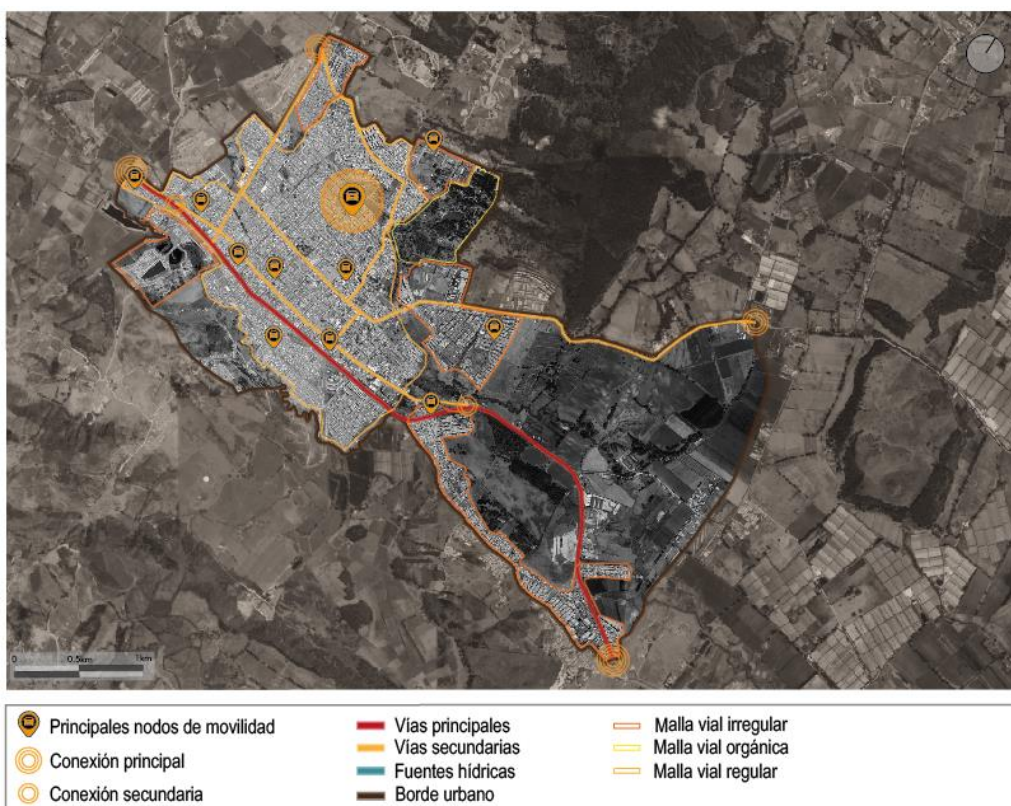 0 0.5km 1km
Principales nodos de movilidad
Conexión principal
Conexión secundaria
Vías principales
Vías secundarias
Fuentes hídricas
Borde urbano
Malla vial irregular
Malla vial orgánica
Malla vial regular